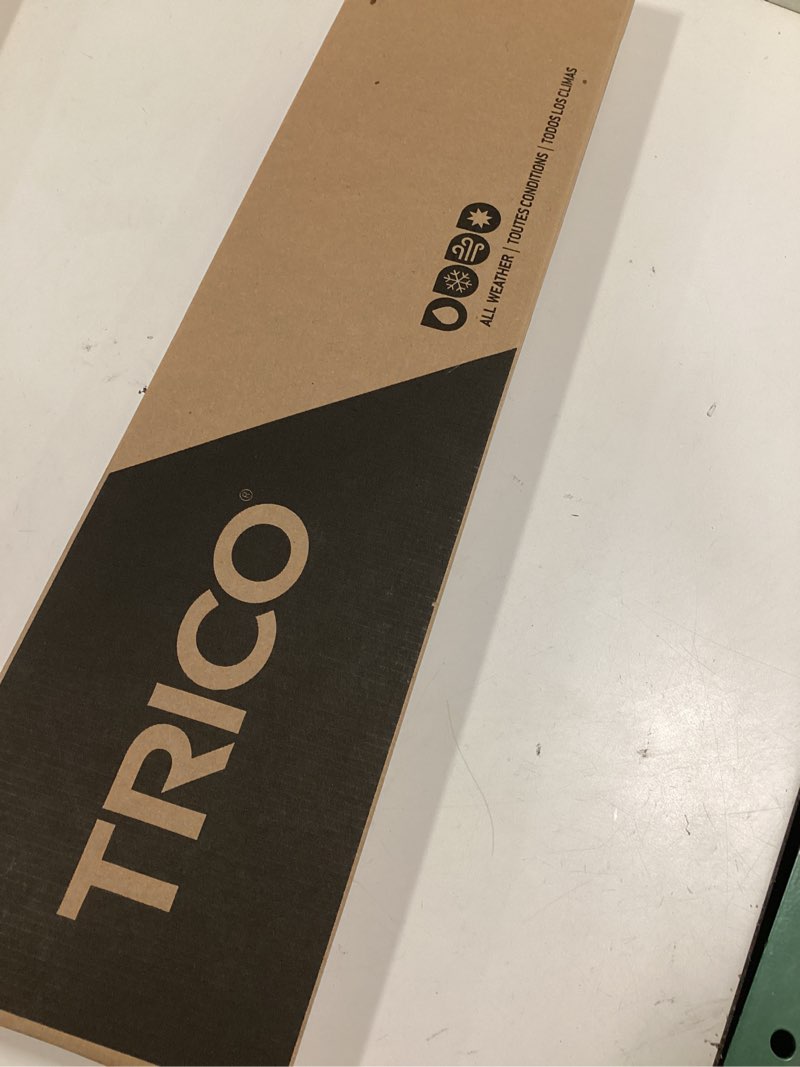 TRICO®
ALL WEATHER | TOUTES CONDITIONS | TODOS LOS CLIMAS